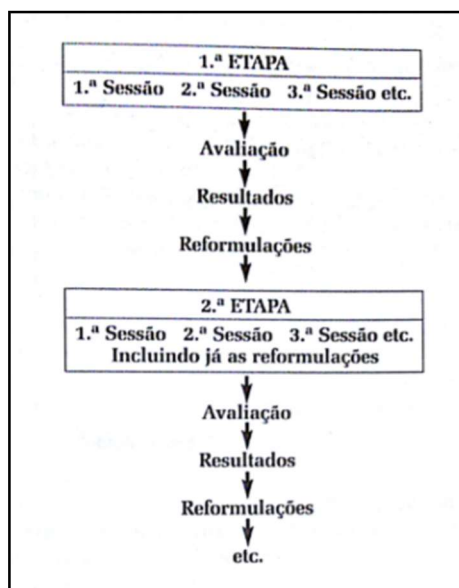 1.ª ETAPA
1.ª Sessão 2.ª Sessão 3.ª Sessão etc.
Avaliação
Resultados
Reformulações
2.ª ETAPA
1.ª Sessão 2.ª Sessão 3.ª Sessão etc.
Incluindo já as reformulações
Avaliação
Resultados
Reformulações
etc.